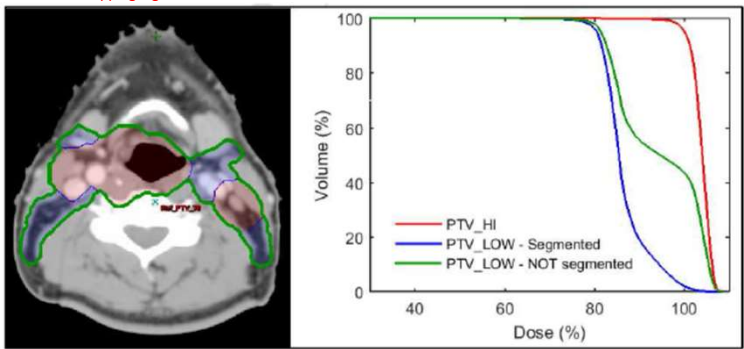 100
80
60
40
20
0
Volume (%)
PTV_HI
PTV_LOW - Segmented
PTV_LOW - NOT segmented
40 60 80 100
Dose (%)